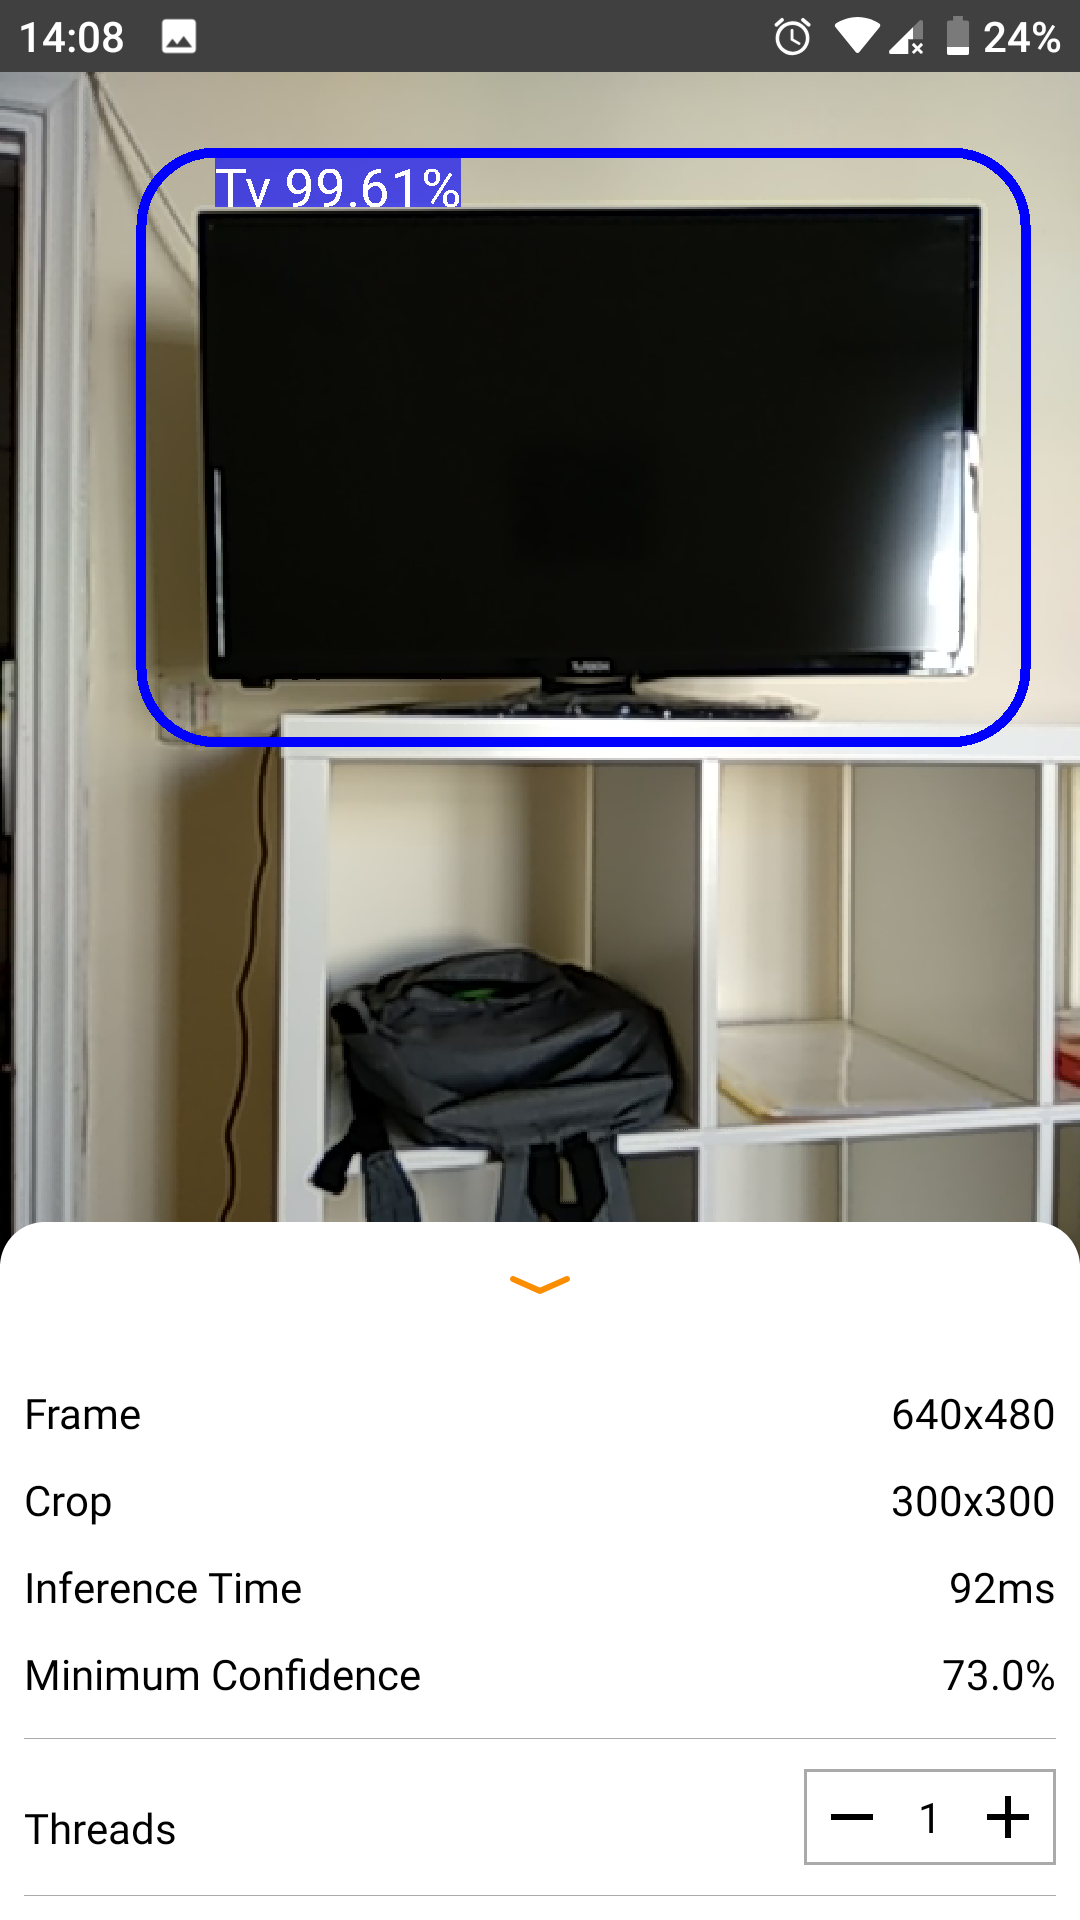 14:08 24%
Tv 99.61%
Frame 640x480
Crop 300x300
Inference Time 92ms
Minimum Confidence 73.0%
Threads 1